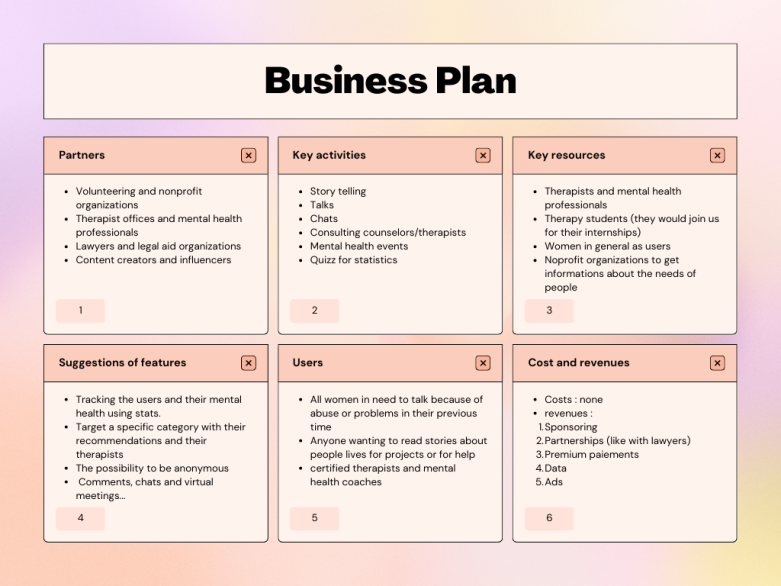 Business Plan
Partners
• Volunteering and nonprofit
organizations
• Therapist offices and mental health
professionals
• Lawyers and legal aid organizations
• Content creators and influencers
1
Key activities
• Story telling
• Talks
• Chats
• Consulting counselors/therapists
• Mental health events
• Quizz for statistics
2
Key resources
• Therapists and mental health
professionals
• Therapy students (they would join us
for their internships)
• Women in general as users
• Noprofit organizations to get
informations about the needs of
people
3
Suggestions of features
• Tracking the users and their mental
health using stats.
• Target a specific category with their
recommendations and their
therapists
• The possibility to be anonymous
• Comments, chats and virtual
meetings...
4
Users
• All women in need to talk because of
abuse or problems in their previous
time
• Anyone wanting to read stories about
people lives for projects or for help
• certified therapists and mental
health coaches
5
Cost and revenues
• Costs : none
• revenues :
1.Sponsoring
2.Partnerships (like with lawyers)
3.Premium paiements
4.Data
5.Ads
6